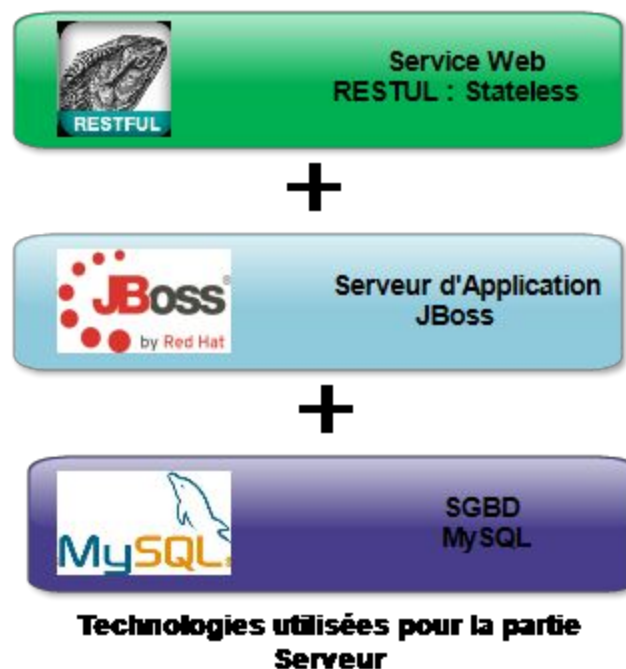 Service Web
RESTUL : Stateless
RESTFUL
+
JBoss®
by Red Hat
Serveur d'Application
JBoss
+
MySQL®
SGBD
MySQL
Technologies utilisées pour la partie
Serveur